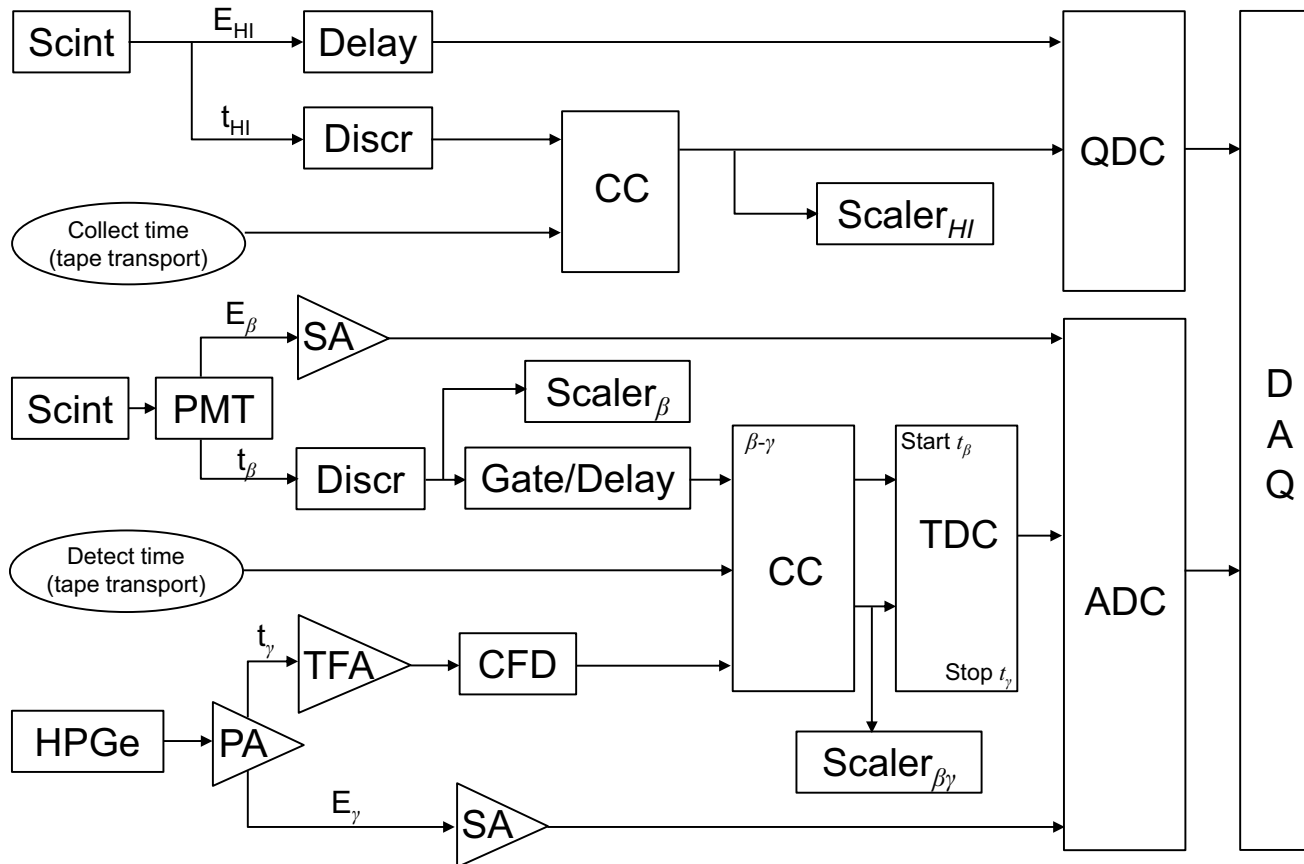 Scint
E_HI
Delay
t_HI
Discr
CC
QDC
Scaler_HI
Collect time
(tape transport)
E_β
SA
Scint
PMT
Scaler_β
t_β
Discr
Gate/Delay
β-γ
CC
Start t_β
TDC
Stop t_γ
ADC
D
A
Q
Detect time
(tape transport)
t_γ
TFA
CFD
HPGe
PA
Scaler_βγ
E_γ
SA